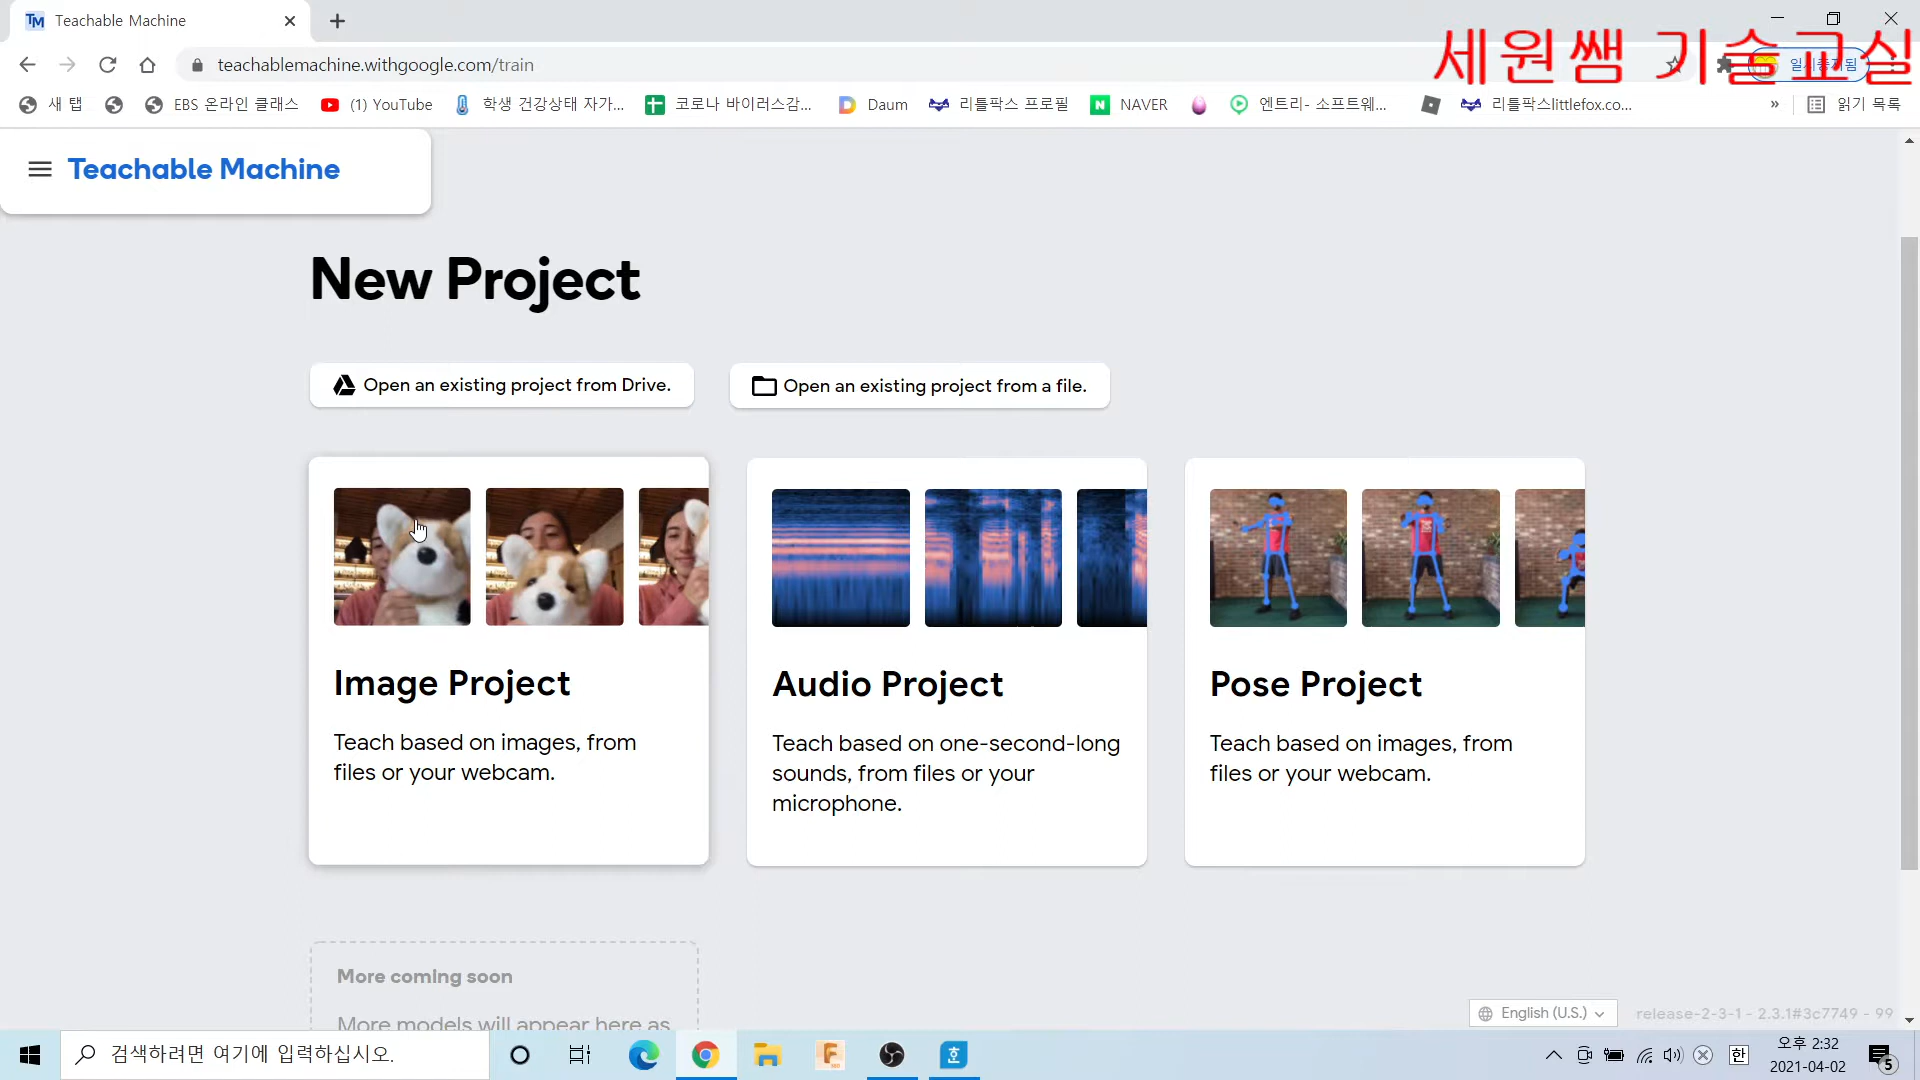 Teachable Machine
세원쌤 기술교실
teachablemachine.withgoogle.com/train
새 탭
EBS 온라인 클래스
(1) YouTube
학생 건강상태 자가...
코로나 바이러스감...
Daum
리틀팍스 프로필
N
NAVER
엔트리- 소프트웨...
리틀팍스littlefox.co...
»
읽기 목록
Teachable Machine
New Project
Open an existing project from Drive.
Open an existing project from a file.
Image Project
Teach based on images, from
files or your webcam.
Audio Project
Teach based on one-second-long
sounds, from files or your
microphone.
Pose Project
Teach based on images, from
files or your webcam.
More coming soon
More models will appear here as
English (U.S.)
release-2-3-1 - 2.3.1#3c7749 - 99
검색하려면 여기에 입력하십시오.
한
오후 2:32
2021-04-02
5